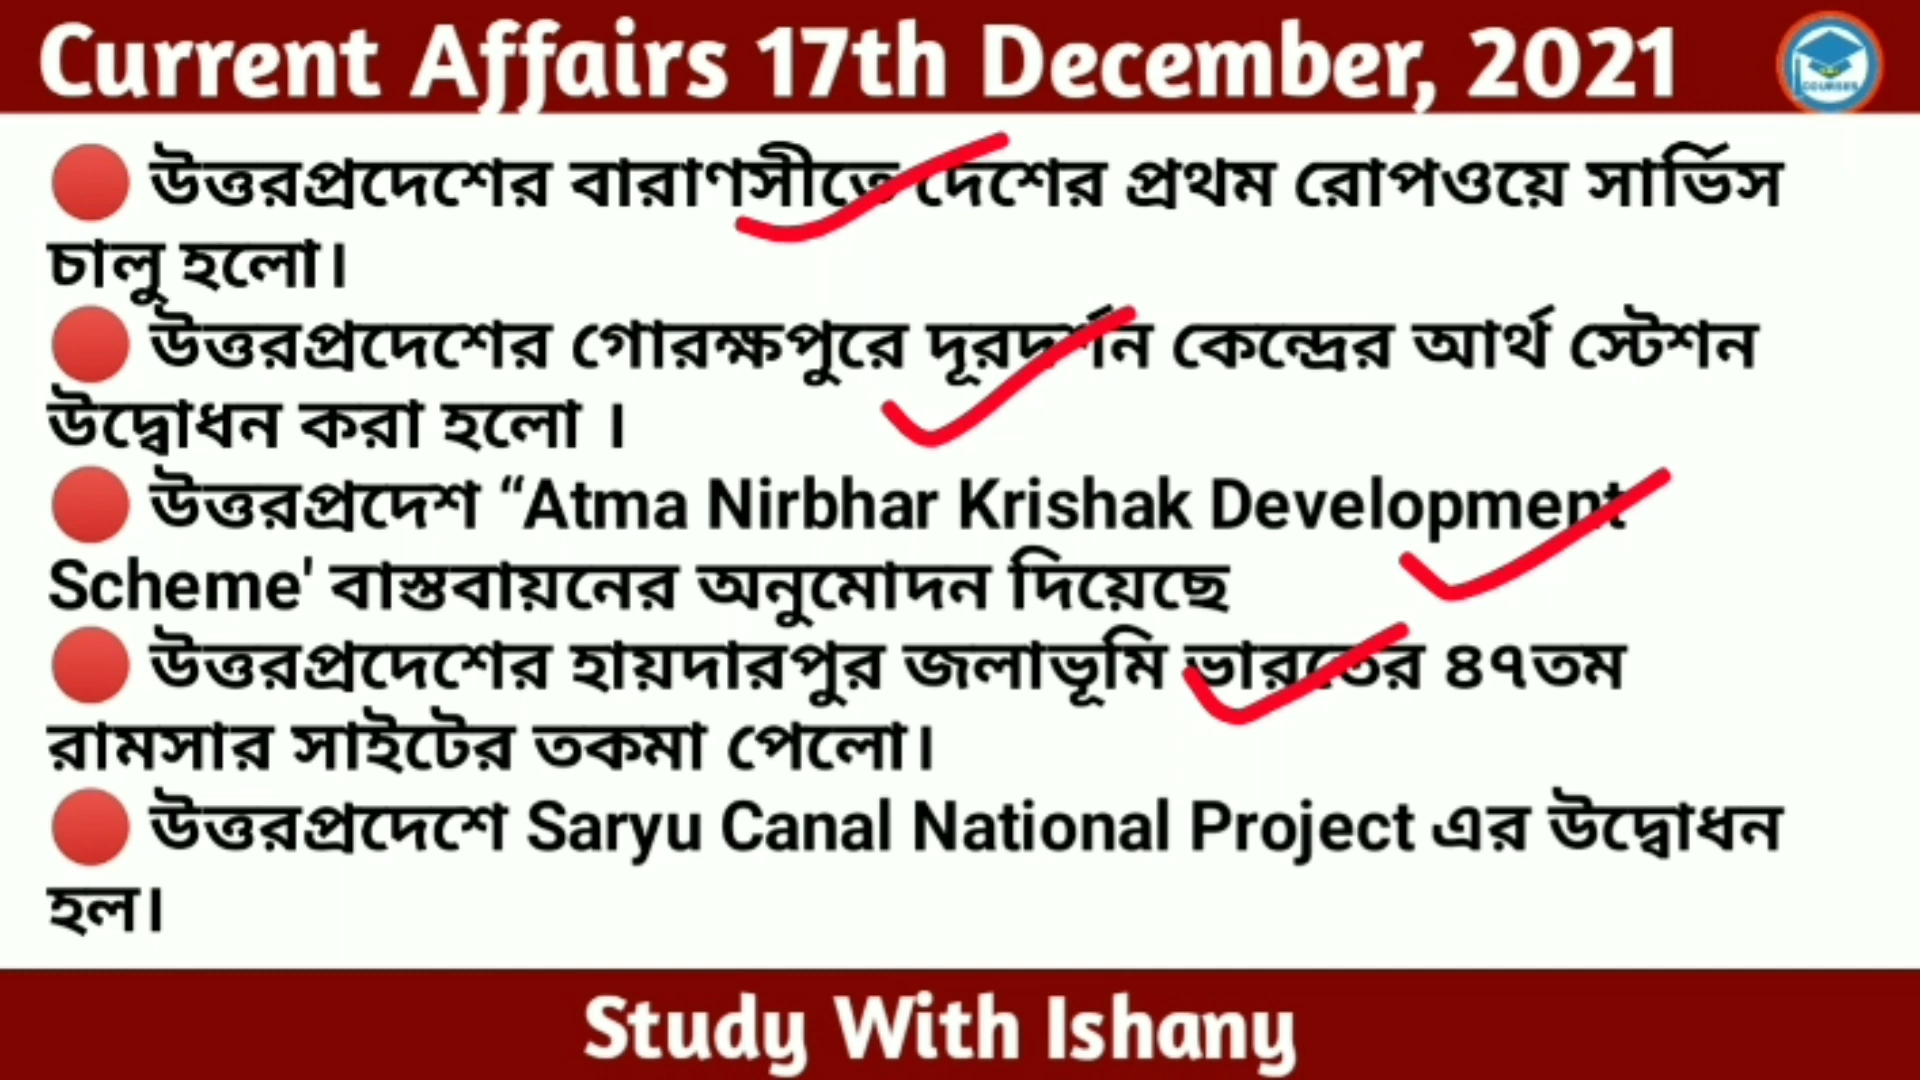 Current Affairs 17th December, 2021
COURSES
🔴 উত্তরপ্রদেশের বারাণসীতে দেশের প্রথম রোপওয়ে সার্ভিস
চালু হলো।
🔴 উত্তরপ্রদেশের গোরক্ষপুরে দূরদর্শন কেন্দ্রের আর্থ স্টেশন
উদ্বোধন করা হলো ।
🔴 উত্তরপ্রদেশ “Atma Nirbhar Krishak Development
Scheme' বাস্তবায়নের অনুমোদন দিয়েছে
🔴 উত্তরপ্রদেশের হায়দারপুর জলাভূমি ভারতের ৪৭তম
রামসার সাইটের তকমা পেলো।
🔴 উত্তরপ্রদেশে Saryu Canal National Project এর উদ্বোধন
হল।
Study With Ishany